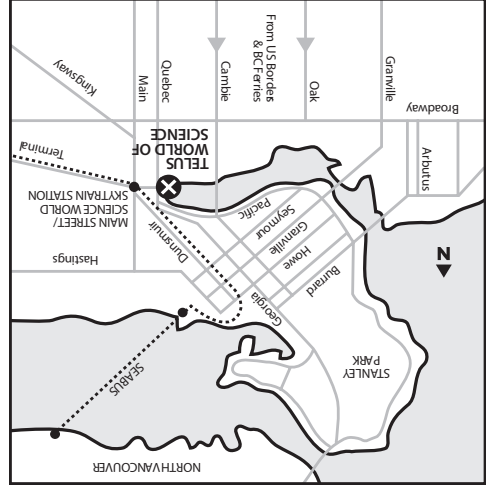 NORTH VANCOUVER
SEABUS
STANLEY
PARK
Georgia
Burrard
Hastings
N
Howe
Granville
Seymour
Pacific
Dunsmuir
MAIN STREET/
SCIENCE WORLD
SKYTRAIN STATION
TELUS
WORLD OF
SCIENCE
Terminal
Arbutus
Broadway
Granville
Oak
From US Border
& BC Ferries
Cambie
Quebec
Main
Kingsway